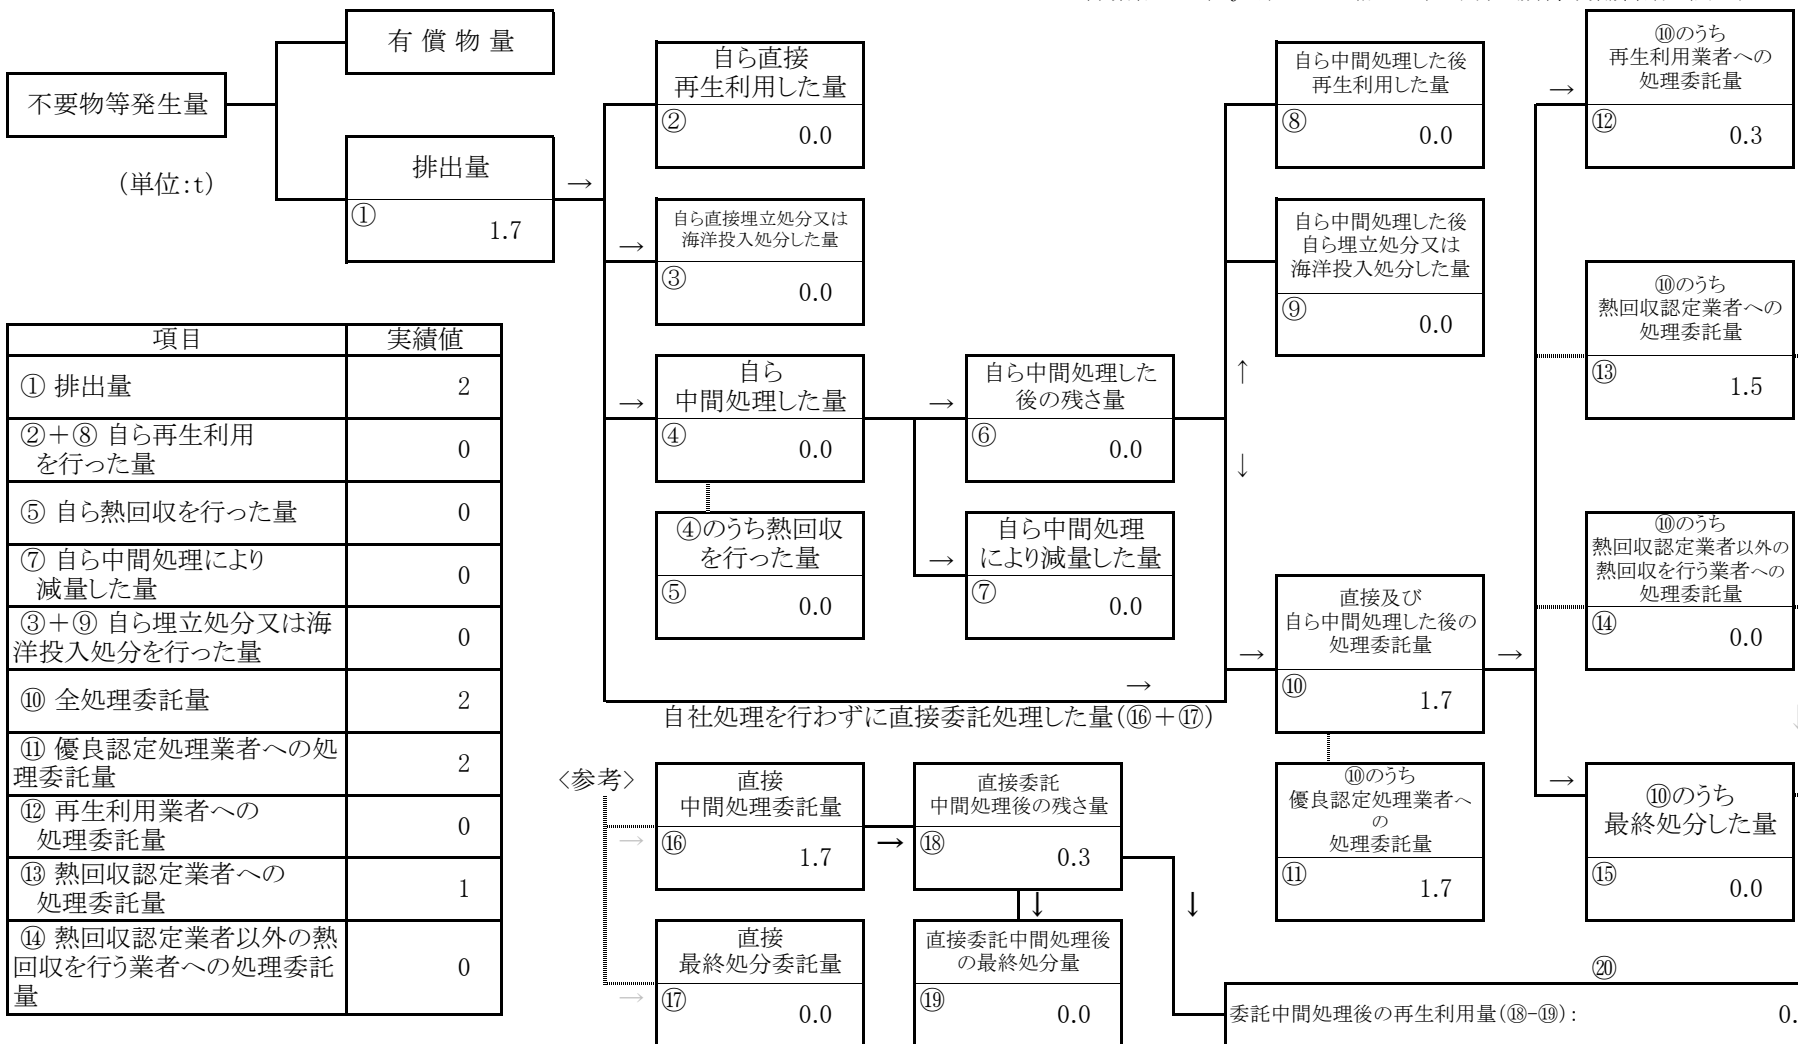 有償物量
不要物等発生量
(単位:t)
排出量
①
1.7
→
自ら直接
再生利用した量
②
0.0
→
自ら直接埋立処分又は
海洋投入処分した量
③
0.0
→
自ら
中間処理した量
④
0.0
④のうち熱回収
を行った量
⑤
0.0
→
自ら中間処理した
後の残さ量
⑥
0.0
→
自ら中間処理
により減量した量
⑦
0.0
自ら中間処理した後
再生利用した量
⑧
0.0
自ら中間処理した後
自ら埋立処分又は
海洋投入処分した量
⑨
0.0
↑
↓
→
直接及び
自ら中間処理した後の
処理委託量
⑩
1.7
→
⑩のうち
優良認定処理業者へ
の
処理委託量
⑪
1.7
→
⑩のうち
再生利用業者への
処理委託量
⑫
0.3
⑩のうち
熱回収認定業者への
処理委託量
⑬
1.5
⑩のうち
熱回収認定業者以外の
熱回収を行う業者への
処理委託量
⑭
0.0
→
⑩のうち
最終処分した量
⑮
0.0
→
自社処理を行わずに直接委託処理した量(⑯+⑰)
〈参考〉
→
直接
中間処理委託量
⑯
1.7
→
直接委託
中間処理後の残さ量
⑱
0.3
↓
↓
→
直接
最終処分委託量
⑰
0.0
直接委託中間処理後
の最終処分量
⑲
0.0
⑳
委託中間処理後の再生利用量(⑱-⑲):
0.
項目 実績値
① 排出量 2
②+⑧ 自ら再生利用
を行った量 0
⑤ 自ら熱回収を行った量 0
⑦ 自ら中間処理により
減量した量 0
③+⑨ 自ら埋立処分又は海
洋投入処分を行った量 0
⑩ 全処理委託量 2
⑪ 優良認定処理業者への処
理委託量 2
⑫ 再生利用業者への
処理委託量 0
⑬ 熱回収認定業者への
処理委託量 1
⑭ 熱回収認定業者以外の熱
回収を行う業者への処理委託
量 0